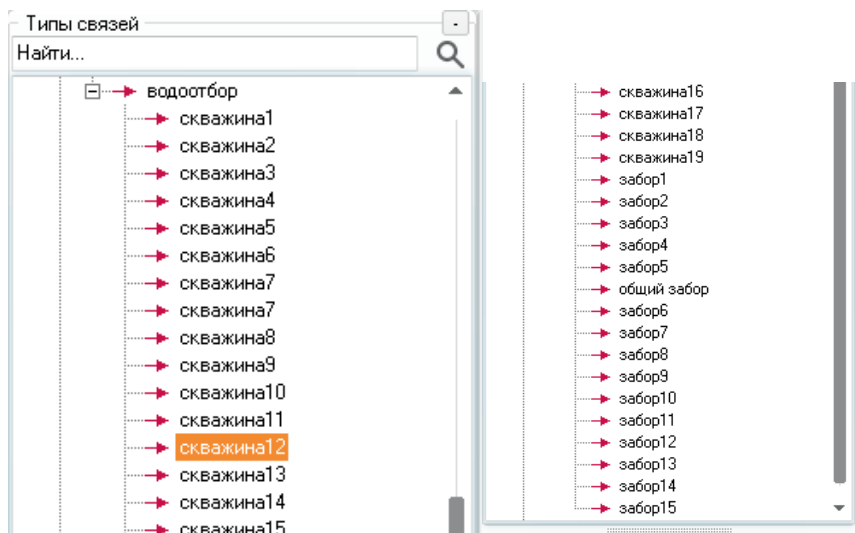 Типы связей
Найти...
водоотбор
скважина1
скважина2
скважина3
скважина4
скважина5
скважина6
скважина7
скважина7
скважина8
скважина9
скважина10
скважина11
скважина12
скважина13
скважина14
скважина15
скважина16
скважина17
скважина18
скважина19
забор1
забор2
забор3
забор4
забор5
общий забор
забор6
забор7
забор8
забор9
забор10
забор11
забор12
забор13
забор14
забор15